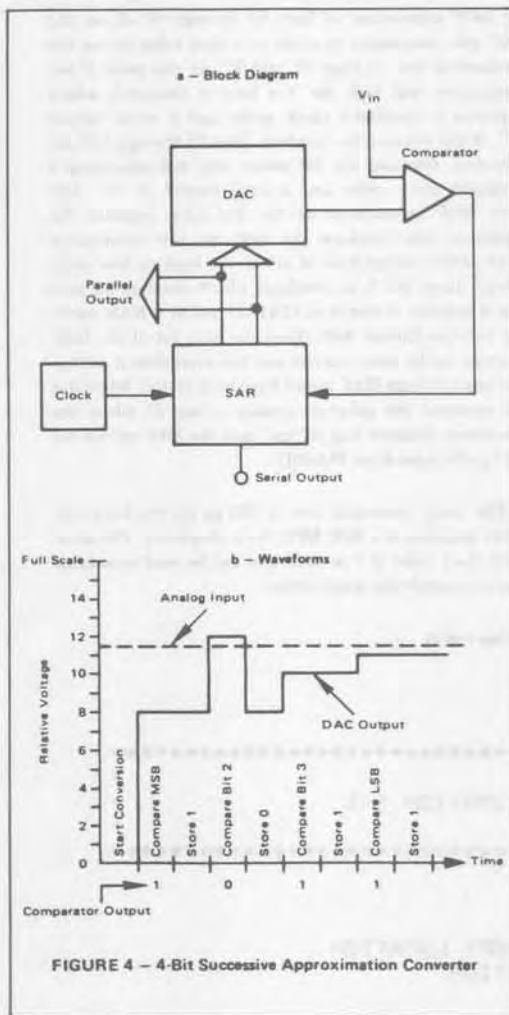 a – Block Diagram
Vin
Comparator
DAC
Parallel
Output
Clock
SAR
Serial Output
b – Waveforms
Full Scale
14
12
10
8
6
4
2
0
Relative Voltage
Analog Input
DAC Output
Start Conversion
Compare MSB
Store 1
Compare Bit 2
Store 0
Compare Bit 3
Store 1
Compare LSB
Store 1
Time
Comparator Output
1 0 1 1
FIGURE 4 – 4-Bit Successive Approximation Converter